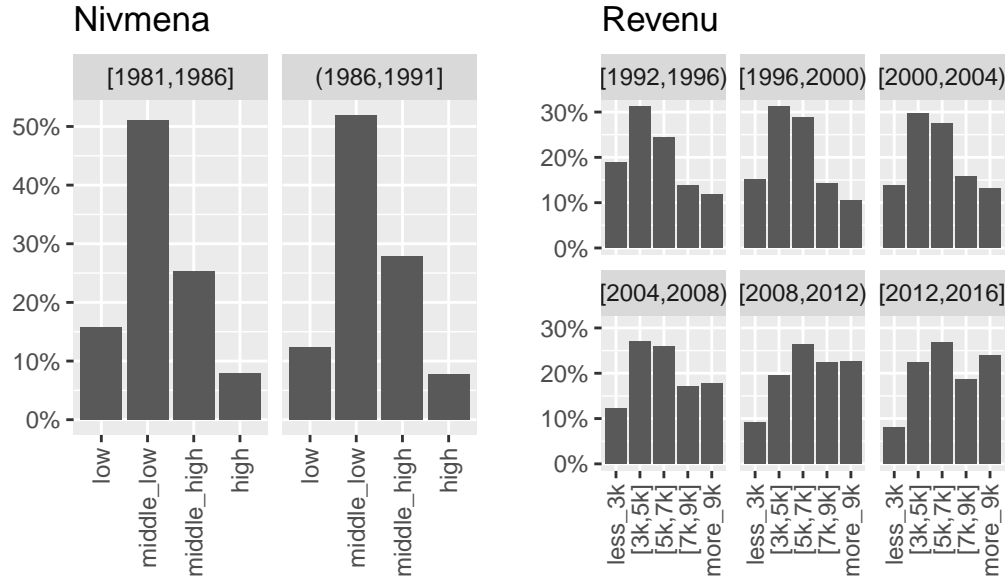 Nivmena
[1981,1986]
(1986,1991]
50%
40%
30%
20%
10%
0%
low
middle_low
middle_high
high
low
middle_low
middle_high
high
Revenu
[1992,1996)
[1996,2000)
[2000,2004)
30%
20%
10%
0%
[2004,2008)
[2008,2012)
[2012,2016]
30%
20%
10%
0%
less_3k
[3k,5k]
[5k,7k]
[7k,9k]
more_9k
less_3k
[3k,5k]
[5k,7k]
[7k,9k]
more_9k
less_3k
[3k,5k]
[5k,7k]
[7k,9k]
more_9k